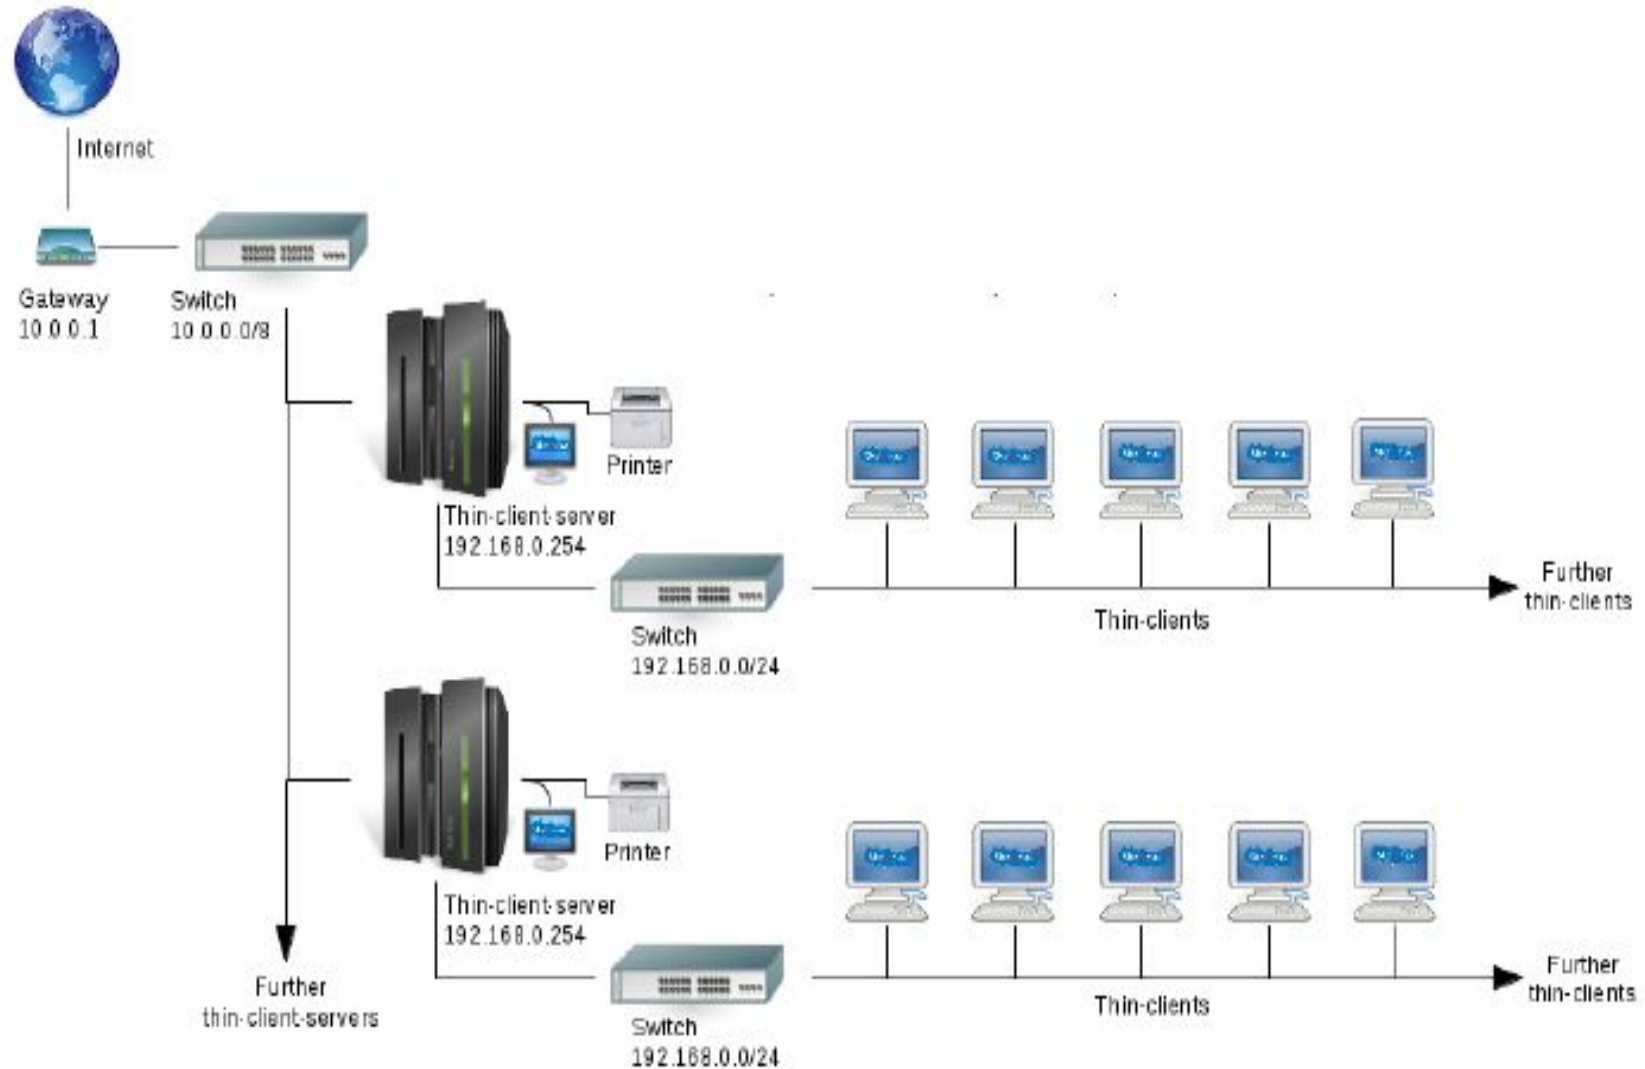 Internet
Gateway
10.0.0.1
Switch
10.0.0.0/8
Printer
Thin-client-server
192.168.0.254
Switch
192.168.0.0/24
Thin-clients
Further
thin-clients
Printer
Thin-client-server
192.168.0.254
Switch
192.168.0.0/24
Thin-clients
Further
thin-clients
Further
thin-client-servers